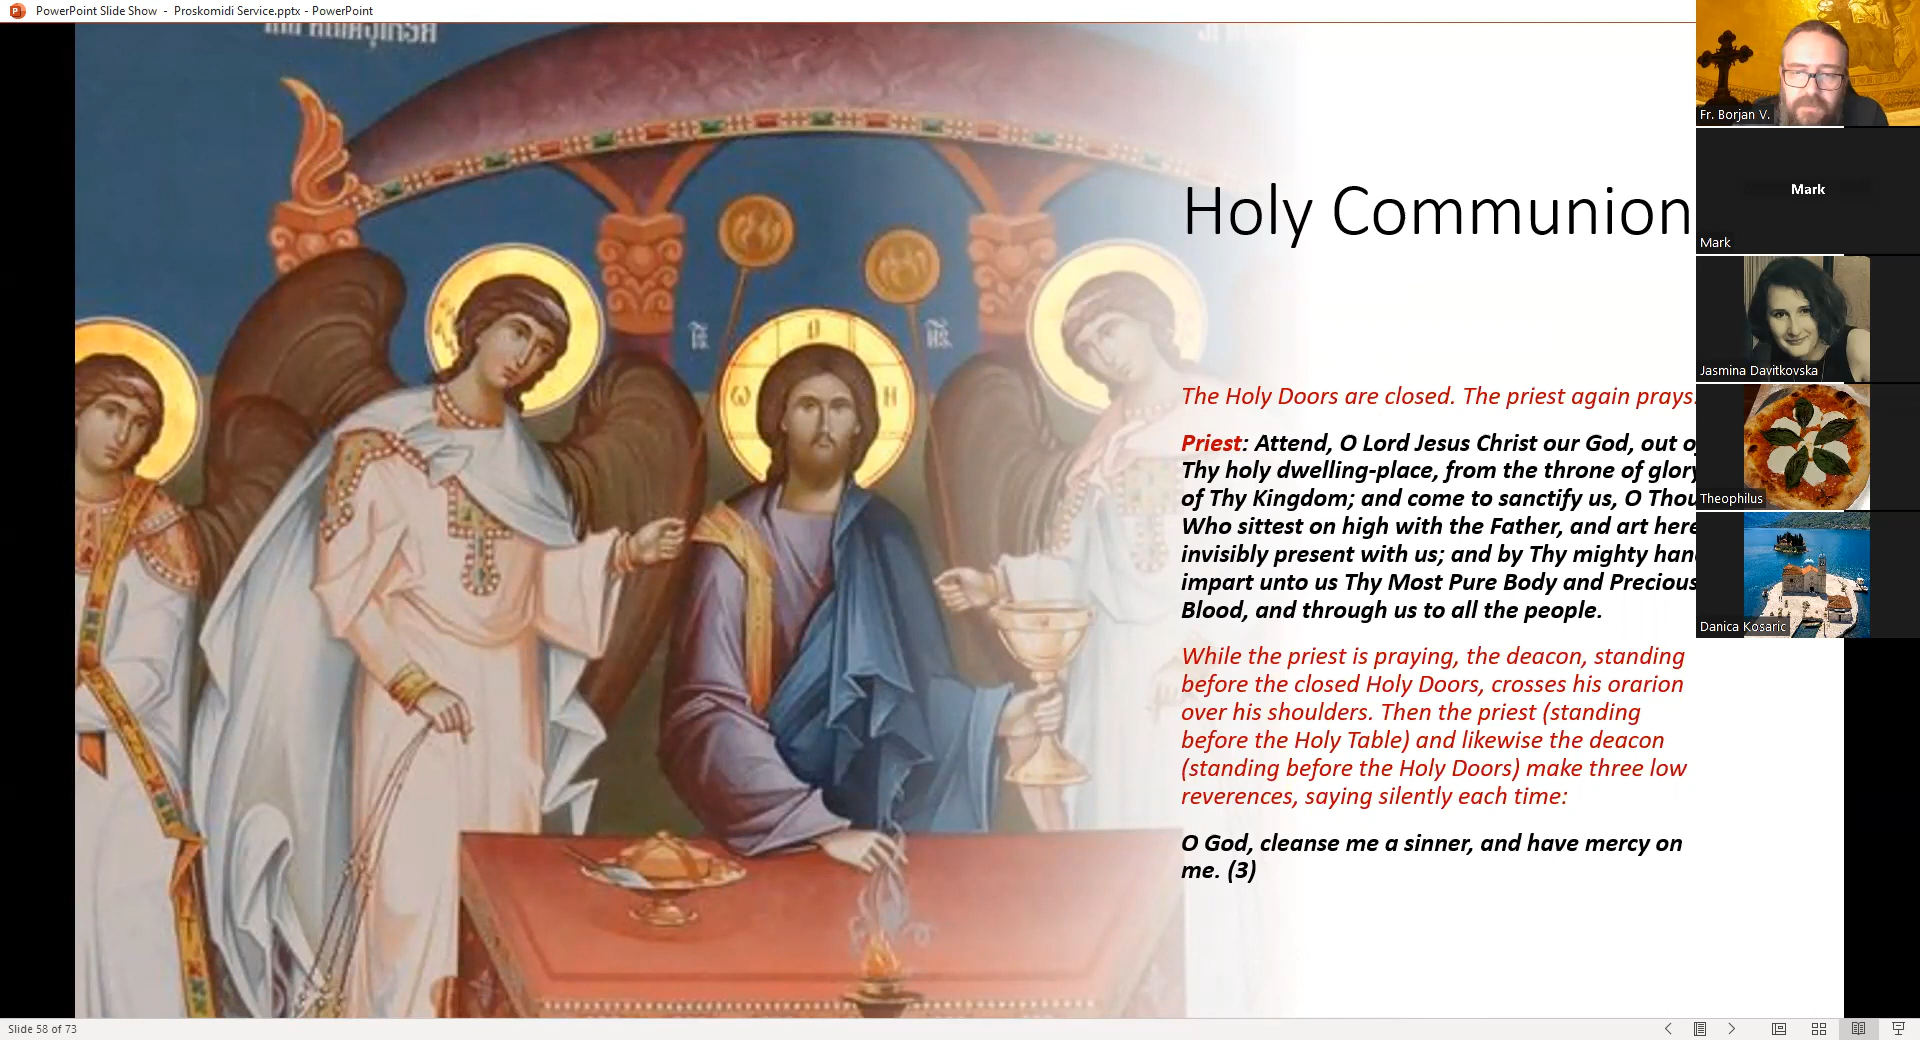 PowerPoint Slide Show - Proskomidi Service.pptx - PowerPoint
Holy Communion
The Holy Doors are closed. The priest again prays:
Priest: Attend, O Lord Jesus Christ our God, out o
Thy holy dwelling-place, from the throne of glory
of Thy Kingdom; and come to sanctify us, O Thou
Who sittest on high with the Father, and art here
invisibly present with us; and by Thy mighty han
impart unto us Thy Most Pure Body and Precious
Blood, and through us to all the people.
While the priest is praying, the deacon, standing
before the closed Holy Doors, crosses his orarion
over his shoulders. Then the priest (standing
before the Holy Table) and likewise the deacon
(standing before the Holy Doors) make three low
reverences, saying silently each time:
O God, cleanse me a sinner, and have mercy on
me. (3)
Fr. Borjan V.
Mark
Mark
Jasmina Davitkovska
Theophilus
Danica Kosaric
Slide 58 of 73